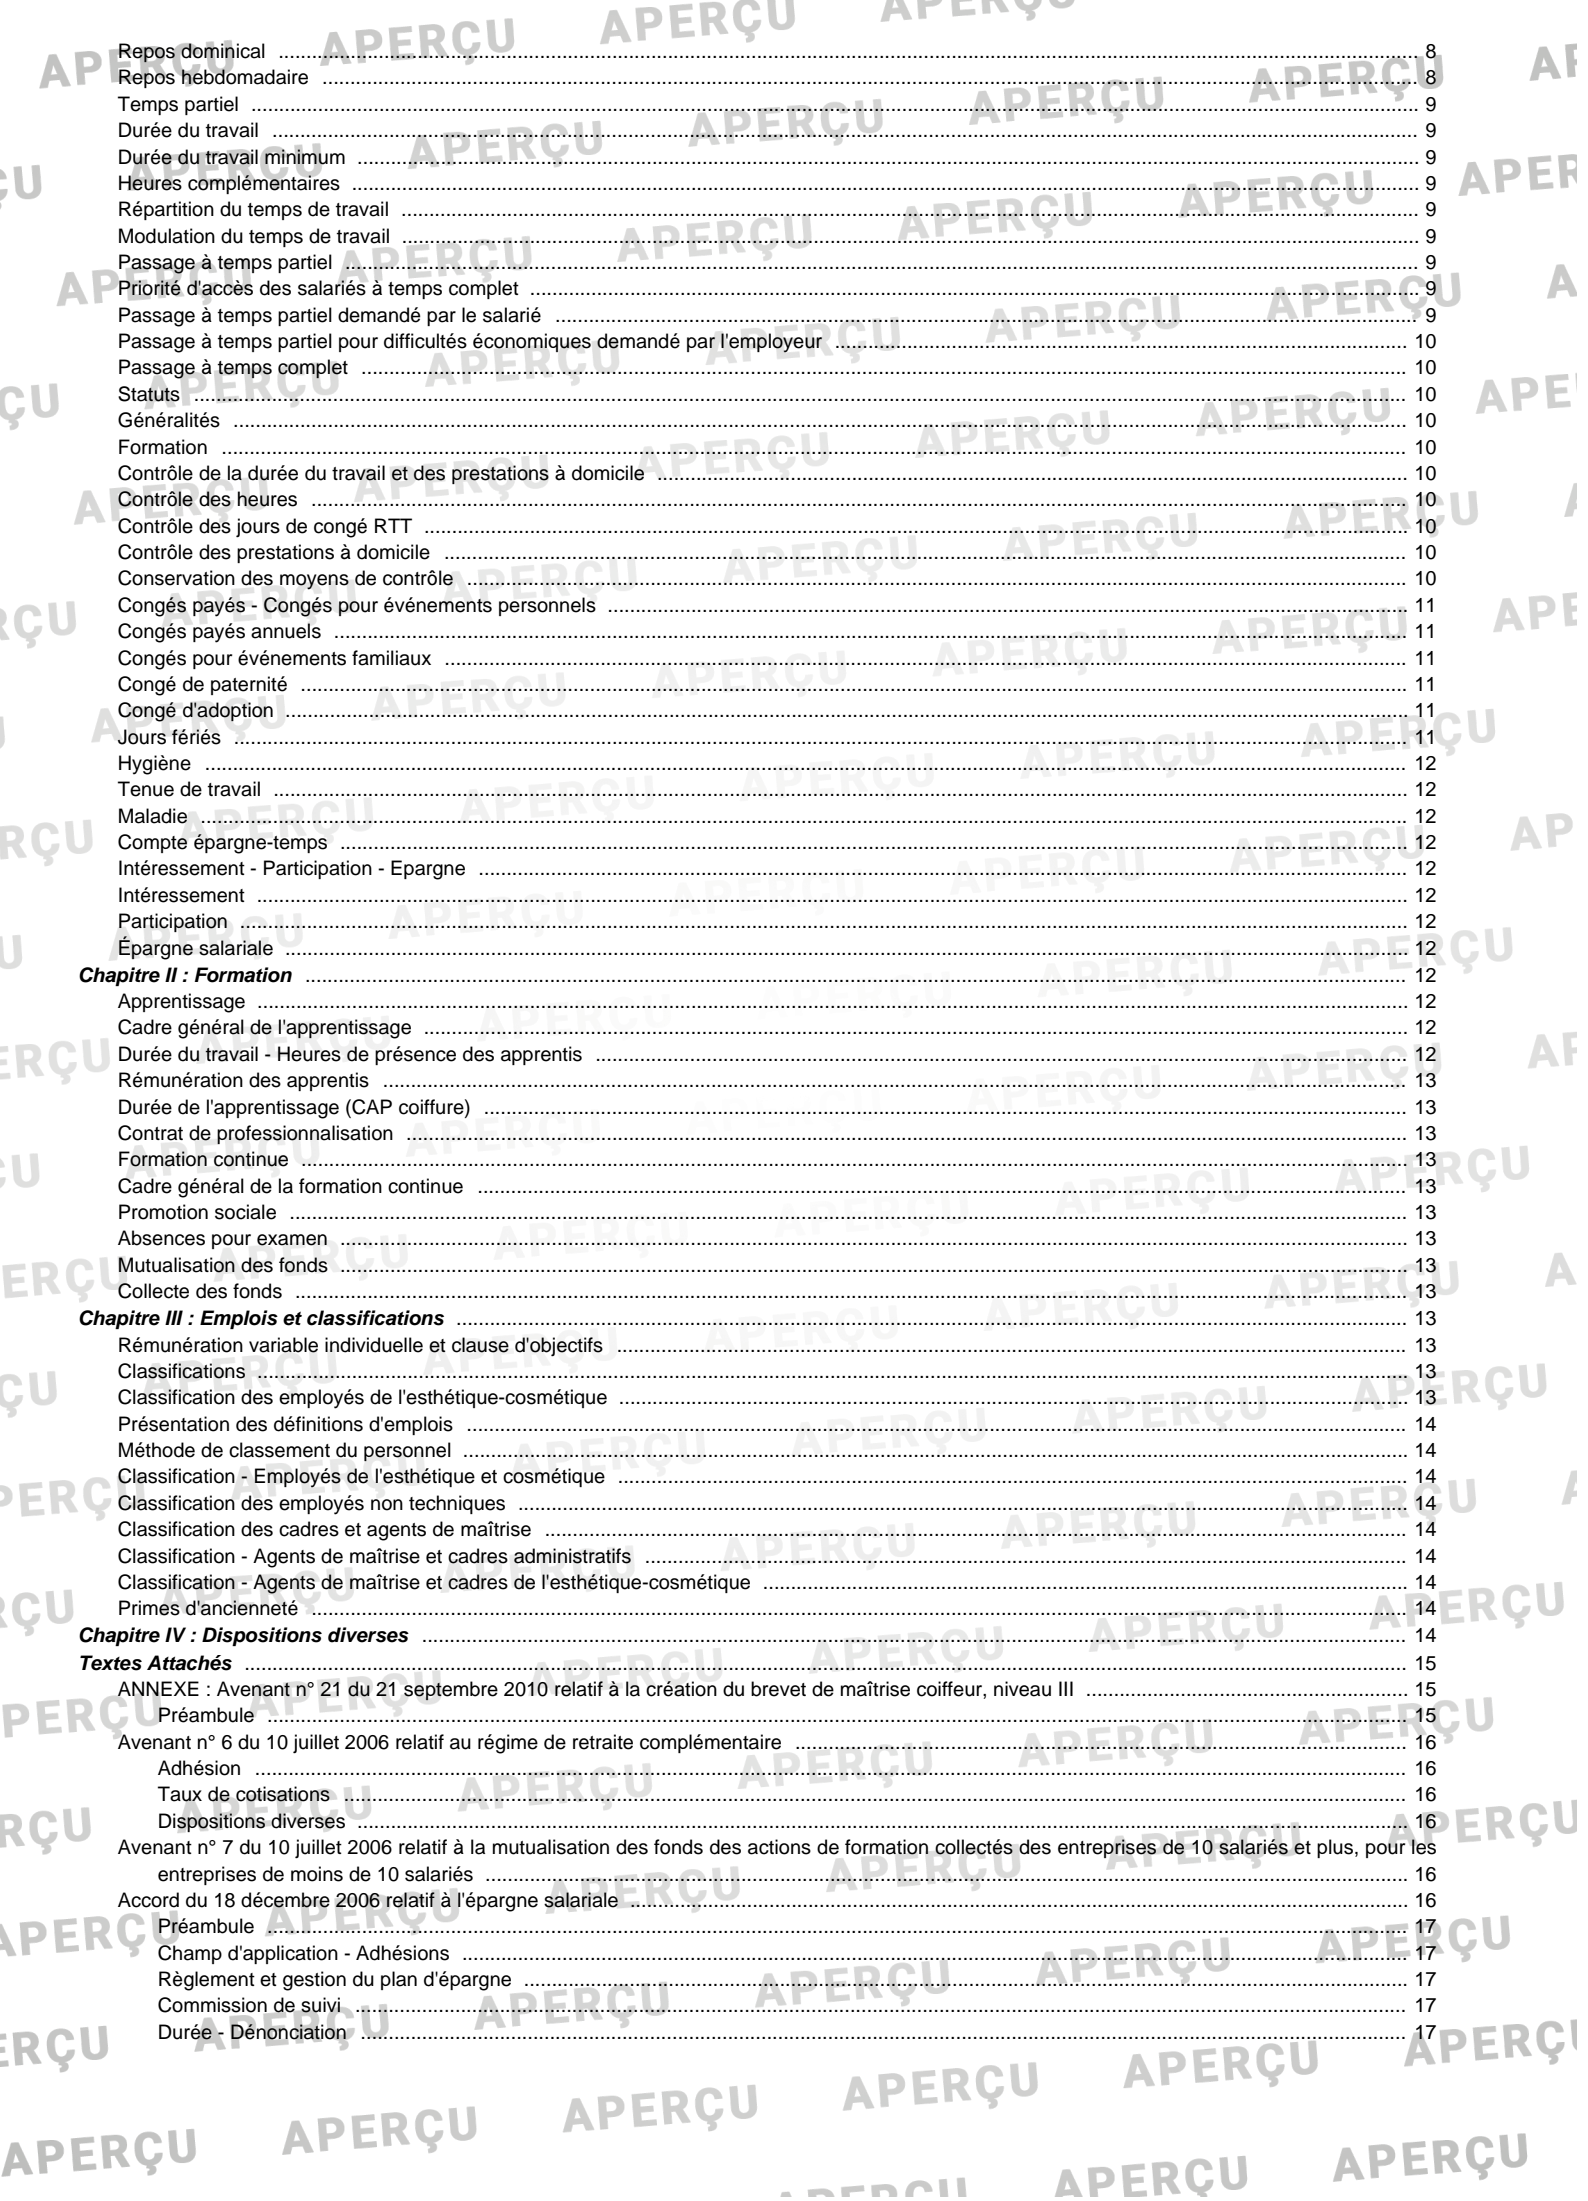 Repos dominical ........ 8
Repos hebdomadaire ........ 8
Temps partiel ........ 9
Durée du travail ........ 9
Durée du travail minimum ........ 9
Heures complémentaires ........ 9
Répartition du temps de travail ........ 9
Modulation du temps de travail ........ 9
Passage à temps partiel ........ 9
Priorité d'accès des salariés à temps complet ........ 9
Passage à temps partiel demandé par le salarié ........ 9
Passage à temps partiel pour difficultés économiques demandé par l'employeur ........ 10
Passage à temps complet ........ 10
Statuts ........ 10
Généralités ........ 10
Formation ........ 10
Contrôle de la durée du travail et des prestations à domicile ........ 10
Contrôle des heures ........ 10
Contrôle des jours de congé RTT ........ 10
Contrôle des prestations à domicile ........ 10
Conservation des moyens de contrôle ........ 10
Congés payés - Congés pour événements personnels ........ 11
Congés payés annuels ........ 11
Congés pour événements familiaux ........ 11
Congé de paternité ........ 11
Congé d'adoption ........ 11
Jours fériés ........ 11
Hygiène ........ 12
Tenue de travail ........ 12
Maladie ........ 12
Compte épargne-temps ........ 12
Intéressement - Participation - Epargne ........ 12
Intéressement ........ 12
Participation ........ 12
Épargne salariale ........ 12
Chapitre II : Formation ........ 12
Apprentissage ........ 12
Cadre général de l'apprentissage ........ 12
Durée du travail - Heures de présence des apprentis ........ 12
Rémunération des apprentis ........ 13
Durée de l'apprentissage (CAP coiffure) ........ 13
Contrat de professionnalisation ........ 13
Formation continue ........ 13
Cadre général de la formation continue ........ 13
Promotion sociale ........ 13
Absences pour examen ........ 13
Mutualisation des fonds ........ 13
Collecte des fonds ........ 13
Chapitre III : Emplois et classifications ........ 13
Rémunération variable individuelle et clause d'objectifs ........ 13
Classifications ........ 13
Classification des employés de l'esthétique-cosmétique ........ 13
Présentation des définitions d'emplois ........ 14
Méthode de classement du personnel ........ 14
Classification - Employés de l'esthétique et cosmétique ........ 14
Classification des employés non techniques ........ 14
Classification des cadres et agents de maîtrise ........ 14
Classification - Agents de maîtrise et cadres administratifs ........ 14
Classification - Agents de maîtrise et cadres de l'esthétique-cosmétique ........ 14
Primes d'ancienneté ........ 14
Chapitre IV : Dispositions diverses ........ 14
Textes Attachés ........ 15
ANNEXE : Avenant n° 21 du 21 septembre 2010 relatif à la création du brevet de maîtrise coiffeur, niveau III ........ 15
Préambule ........ 15
Avenant n° 6 du 10 juillet 2006 relatif au régime de retraite complémentaire ........ 16
Adhésion ........ 16
Taux de cotisations ........ 16
Dispositions diverses ........ 16
Avenant n° 7 du 10 juillet 2006 relatif à la mutualisation des fonds des actions de formation collectés des entreprises de 10 salariés et plus, pour les
entreprises de moins de 10 salariés ........ 16
Accord du 18 décembre 2006 relatif à l'épargne salariale ........ 16
Préambule ........ 17
Champ d'application - Adhésions ........ 17
Règlement et gestion du plan d'épargne ........ 17
Commission de suivi ........ 17
Durée - Dénonciation ........ 17
APERÇU